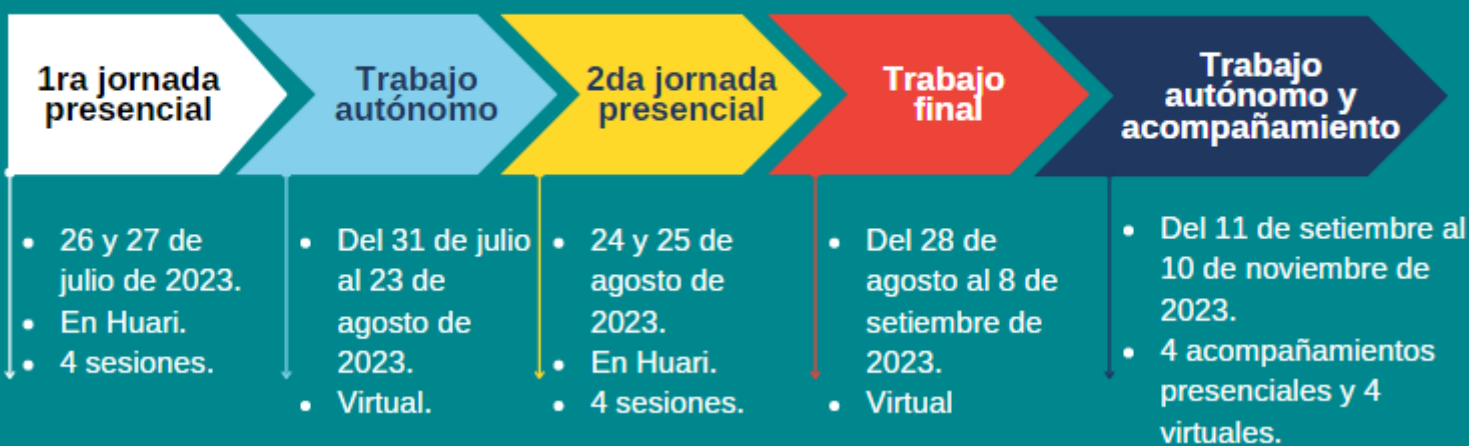 1ra jornada
presencial
Trabajo
autónomo
2da jornada
presencial
Trabajo
final
Trabajo
autónomo y
acompañamiento
• 26 y 27 de
julio de 2023.
• En Huari.
• 4 sesiones.
• Del 31 de julio
al 23 de
agosto de
2023.
• Virtual.
• 24 y 25 de
agosto de
2023.
• En Huari.
• 4 sesiones.
• Del 28 de
agosto al 8 de
setiembre de
2023.
• Virtual
• Del 11 de setiembre al
10 de noviembre de
2023.
• 4 acompañamientos
presenciales y 4
virtuales.